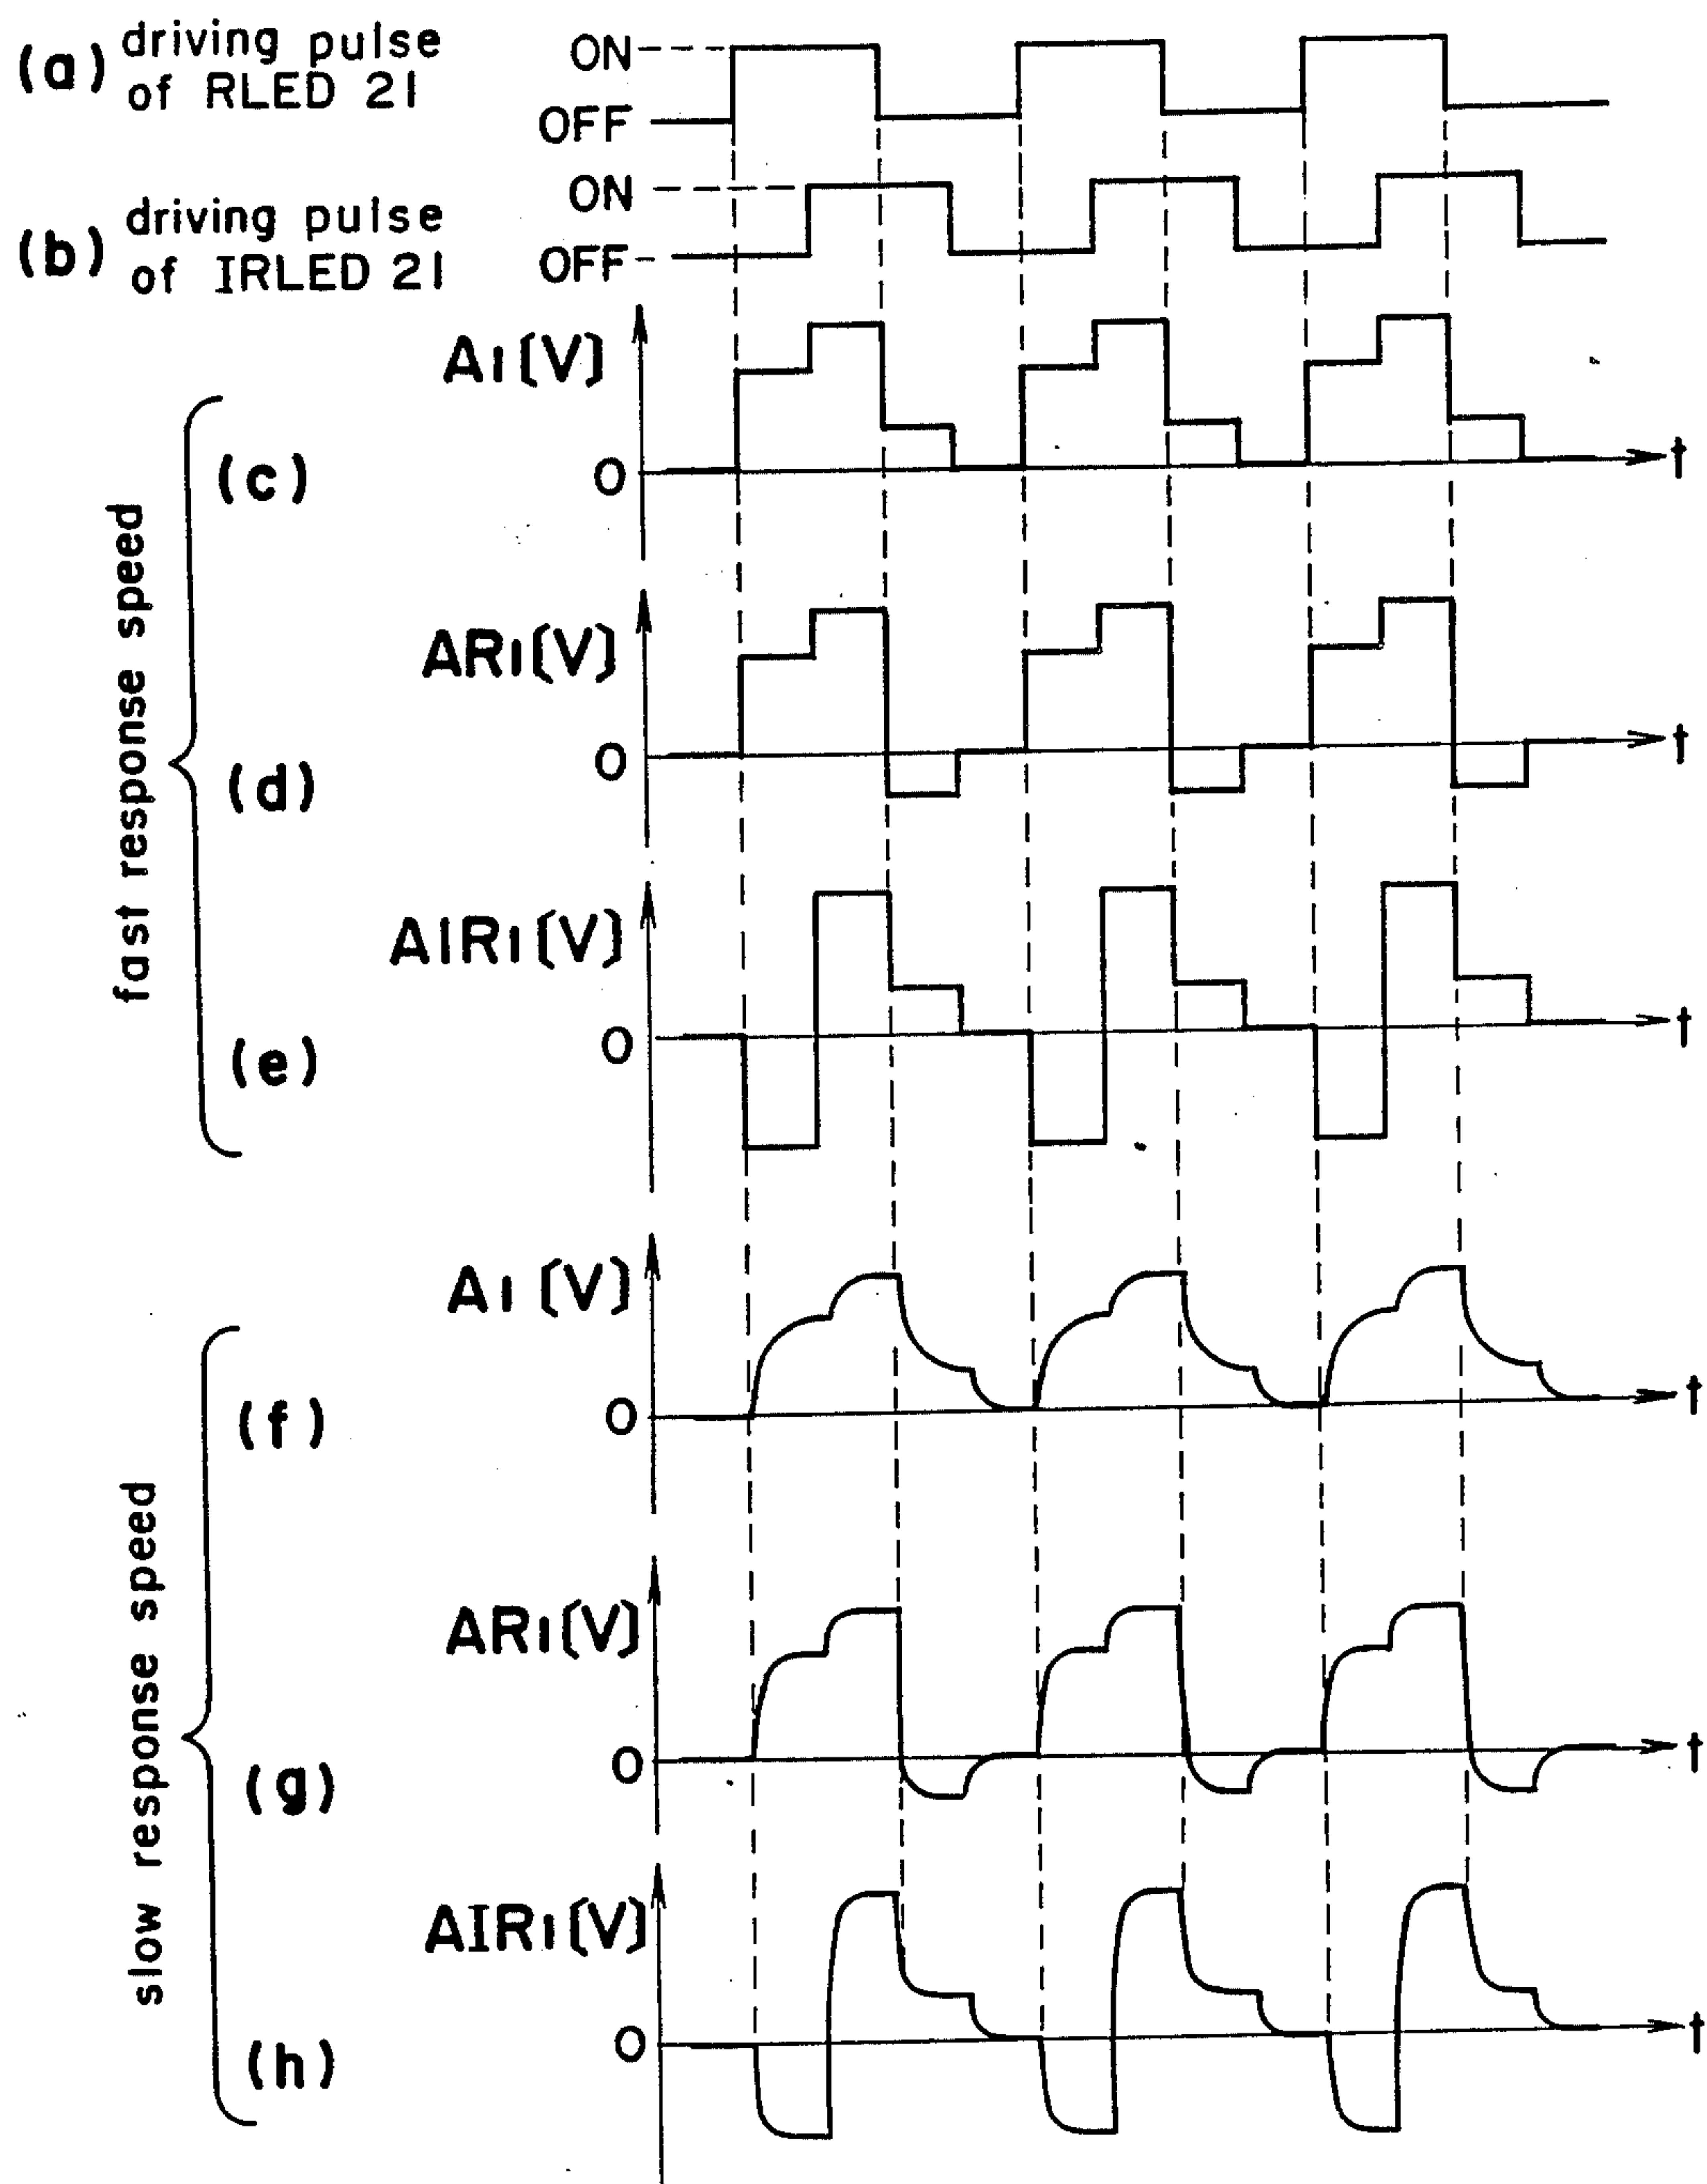 (a) driving pulse
of RLED 21
ON
OFF
(b) driving pulse
of IRLED 21
ON
OFF
fast response speed
A1[V]
(c)
0
t
AR1[V]
(d)
0
t
AIR1[V]
(e)
0
t
slow response speed
A1[V]
(f)
0
t
AR1[V]
(g)
0
t
AIR1[V]
(h)
0
t